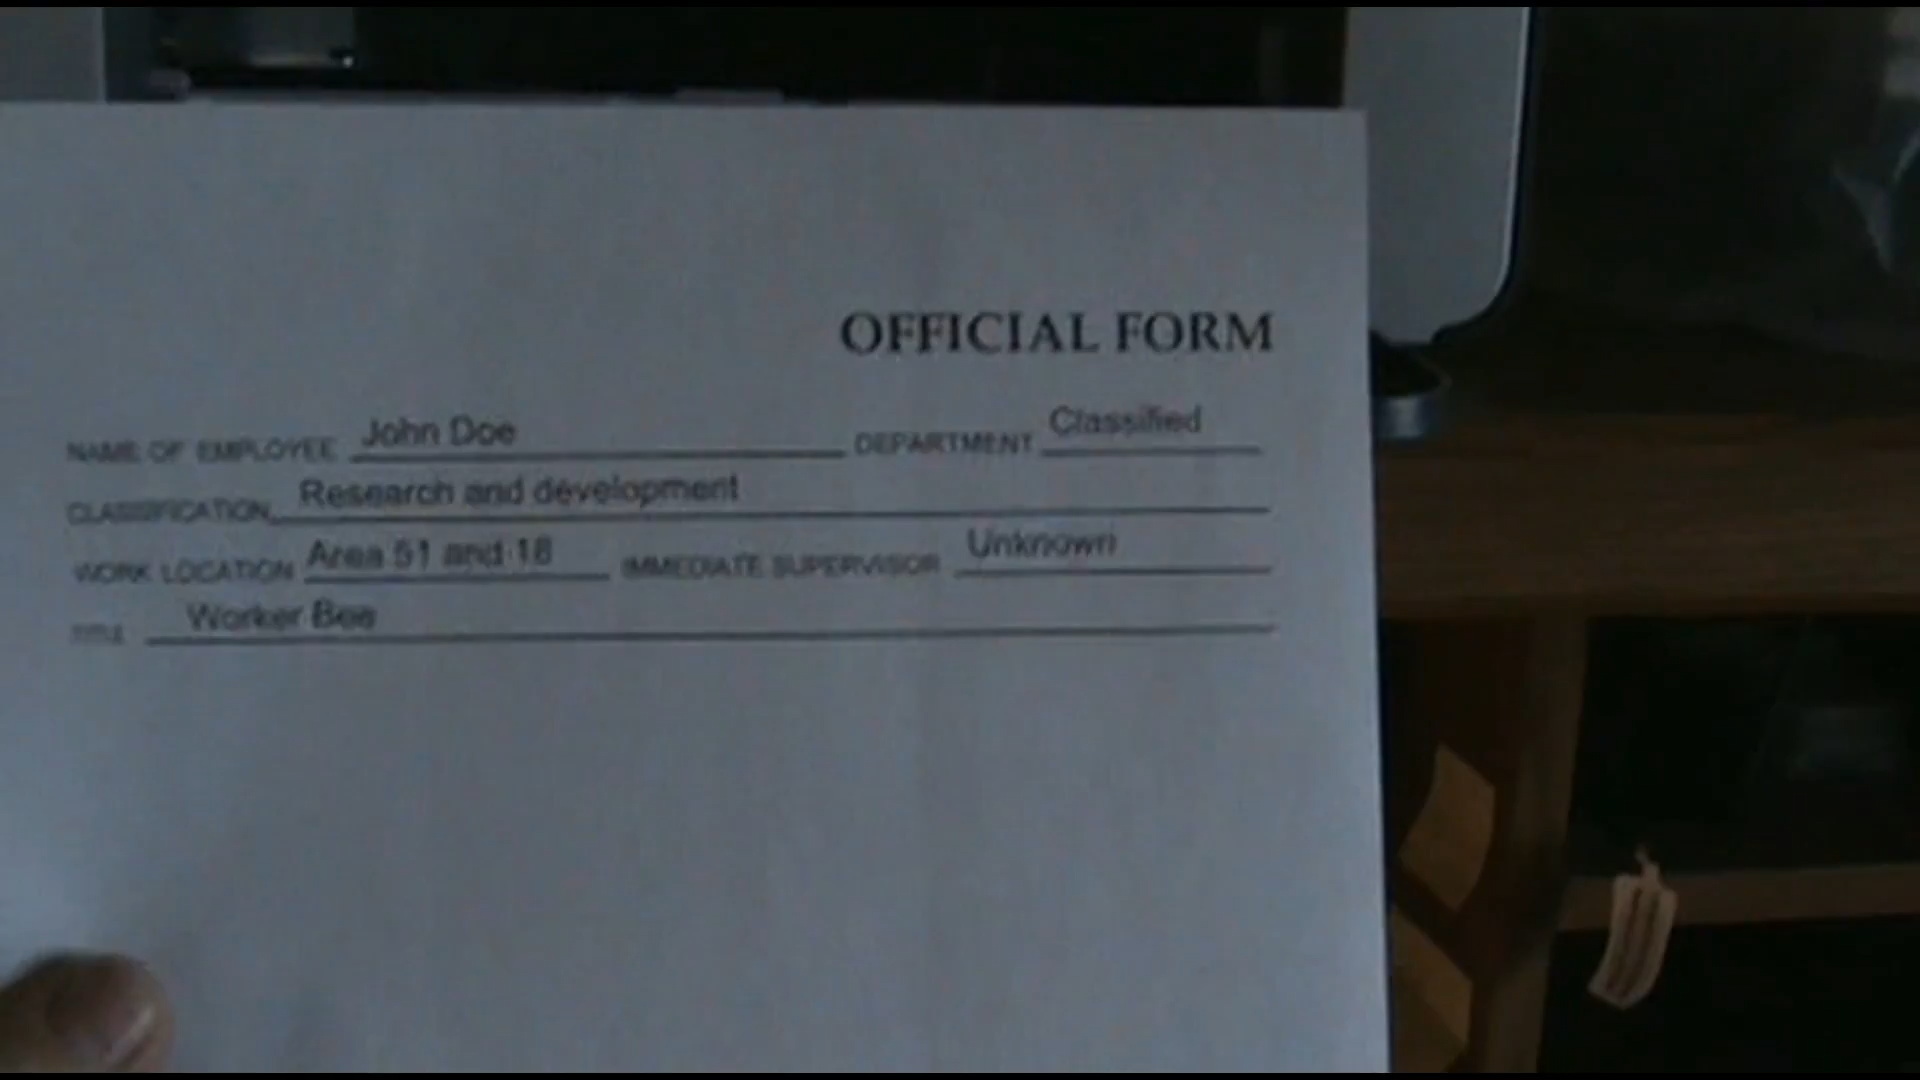 OFFICIAL FORM
NAME OF EMPLOYEE John Doe DEPARTMENT Classified
CLASSIFICATION Research and development
WORK LOCATION Area 51 and 18 IMMEDIATE SUPERVISOR Unknown
TITLE Worker Bee